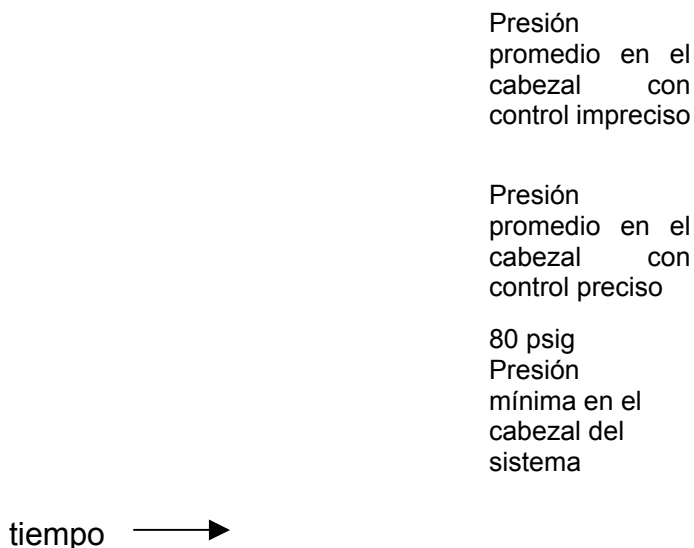 Presión
promedio en el
cabezal con
control impreciso
Presión
promedio en el
cabezal con
control preciso
80 psig
Presión
mínima en el
cabezal del
sistema
tiempo